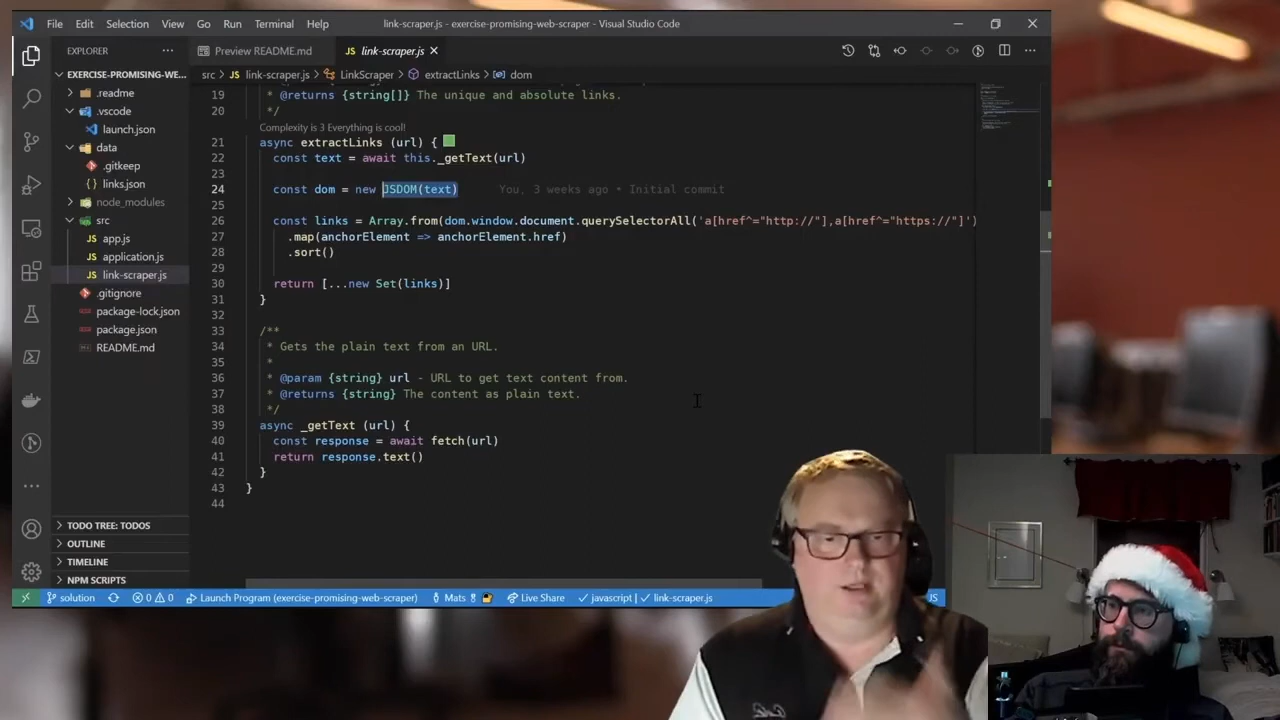 File Edit Selection View Go Run Terminal Help
link-scraper.js - exercise-promising-web-scraper - Visual Studio Code
EXPLORER
Preview README.md
link-scraper.js
src > link-scraper.js > LinkScraper > extractLinks > dom
EXERCISE-PROMISING-WE...
.readme
.vscode
launch.json
data
.gitkeep
links.json
node_modules
src
app.js
application.js
link-scraper.js
.gitignore
package-lock.json
package.json
README.md
TODO TREE: TODOS
OUTLINE
TIMELINE
NPM SCRIPTS
19 * @returns {string[]} The unique and absolute links.
20 */
Complexity is 3 Everything is cool!
21 async extractLinks (url) {
22 const text = await this._getText(url)
23
24 const dom = new JSDOM(text) You, 3 weeks ago • Initial commit
25
26 const links = Array.from(dom.window.document.querySelectorAll('a[href^="http://"],a[href^="https://"]')
27 .map(anchorElement => anchorElement.href)
28 .sort()
29
30 return [...new Set(links)]
31 }
32
33 /**
34 * Gets the plain text from an URL.
35 *
36 * @param {string} url - URL to get text content from.
37 * @returns {string} The content as plain text.
38 */
39 async _getText (url) {
40 const response = await fetch(url)
41 return response.text()
42 }
43 }
44
solution 0 0 Launch Program (exercise-promising-web-scraper) Mats 8 Live Share javascript | link-scraper.js JS